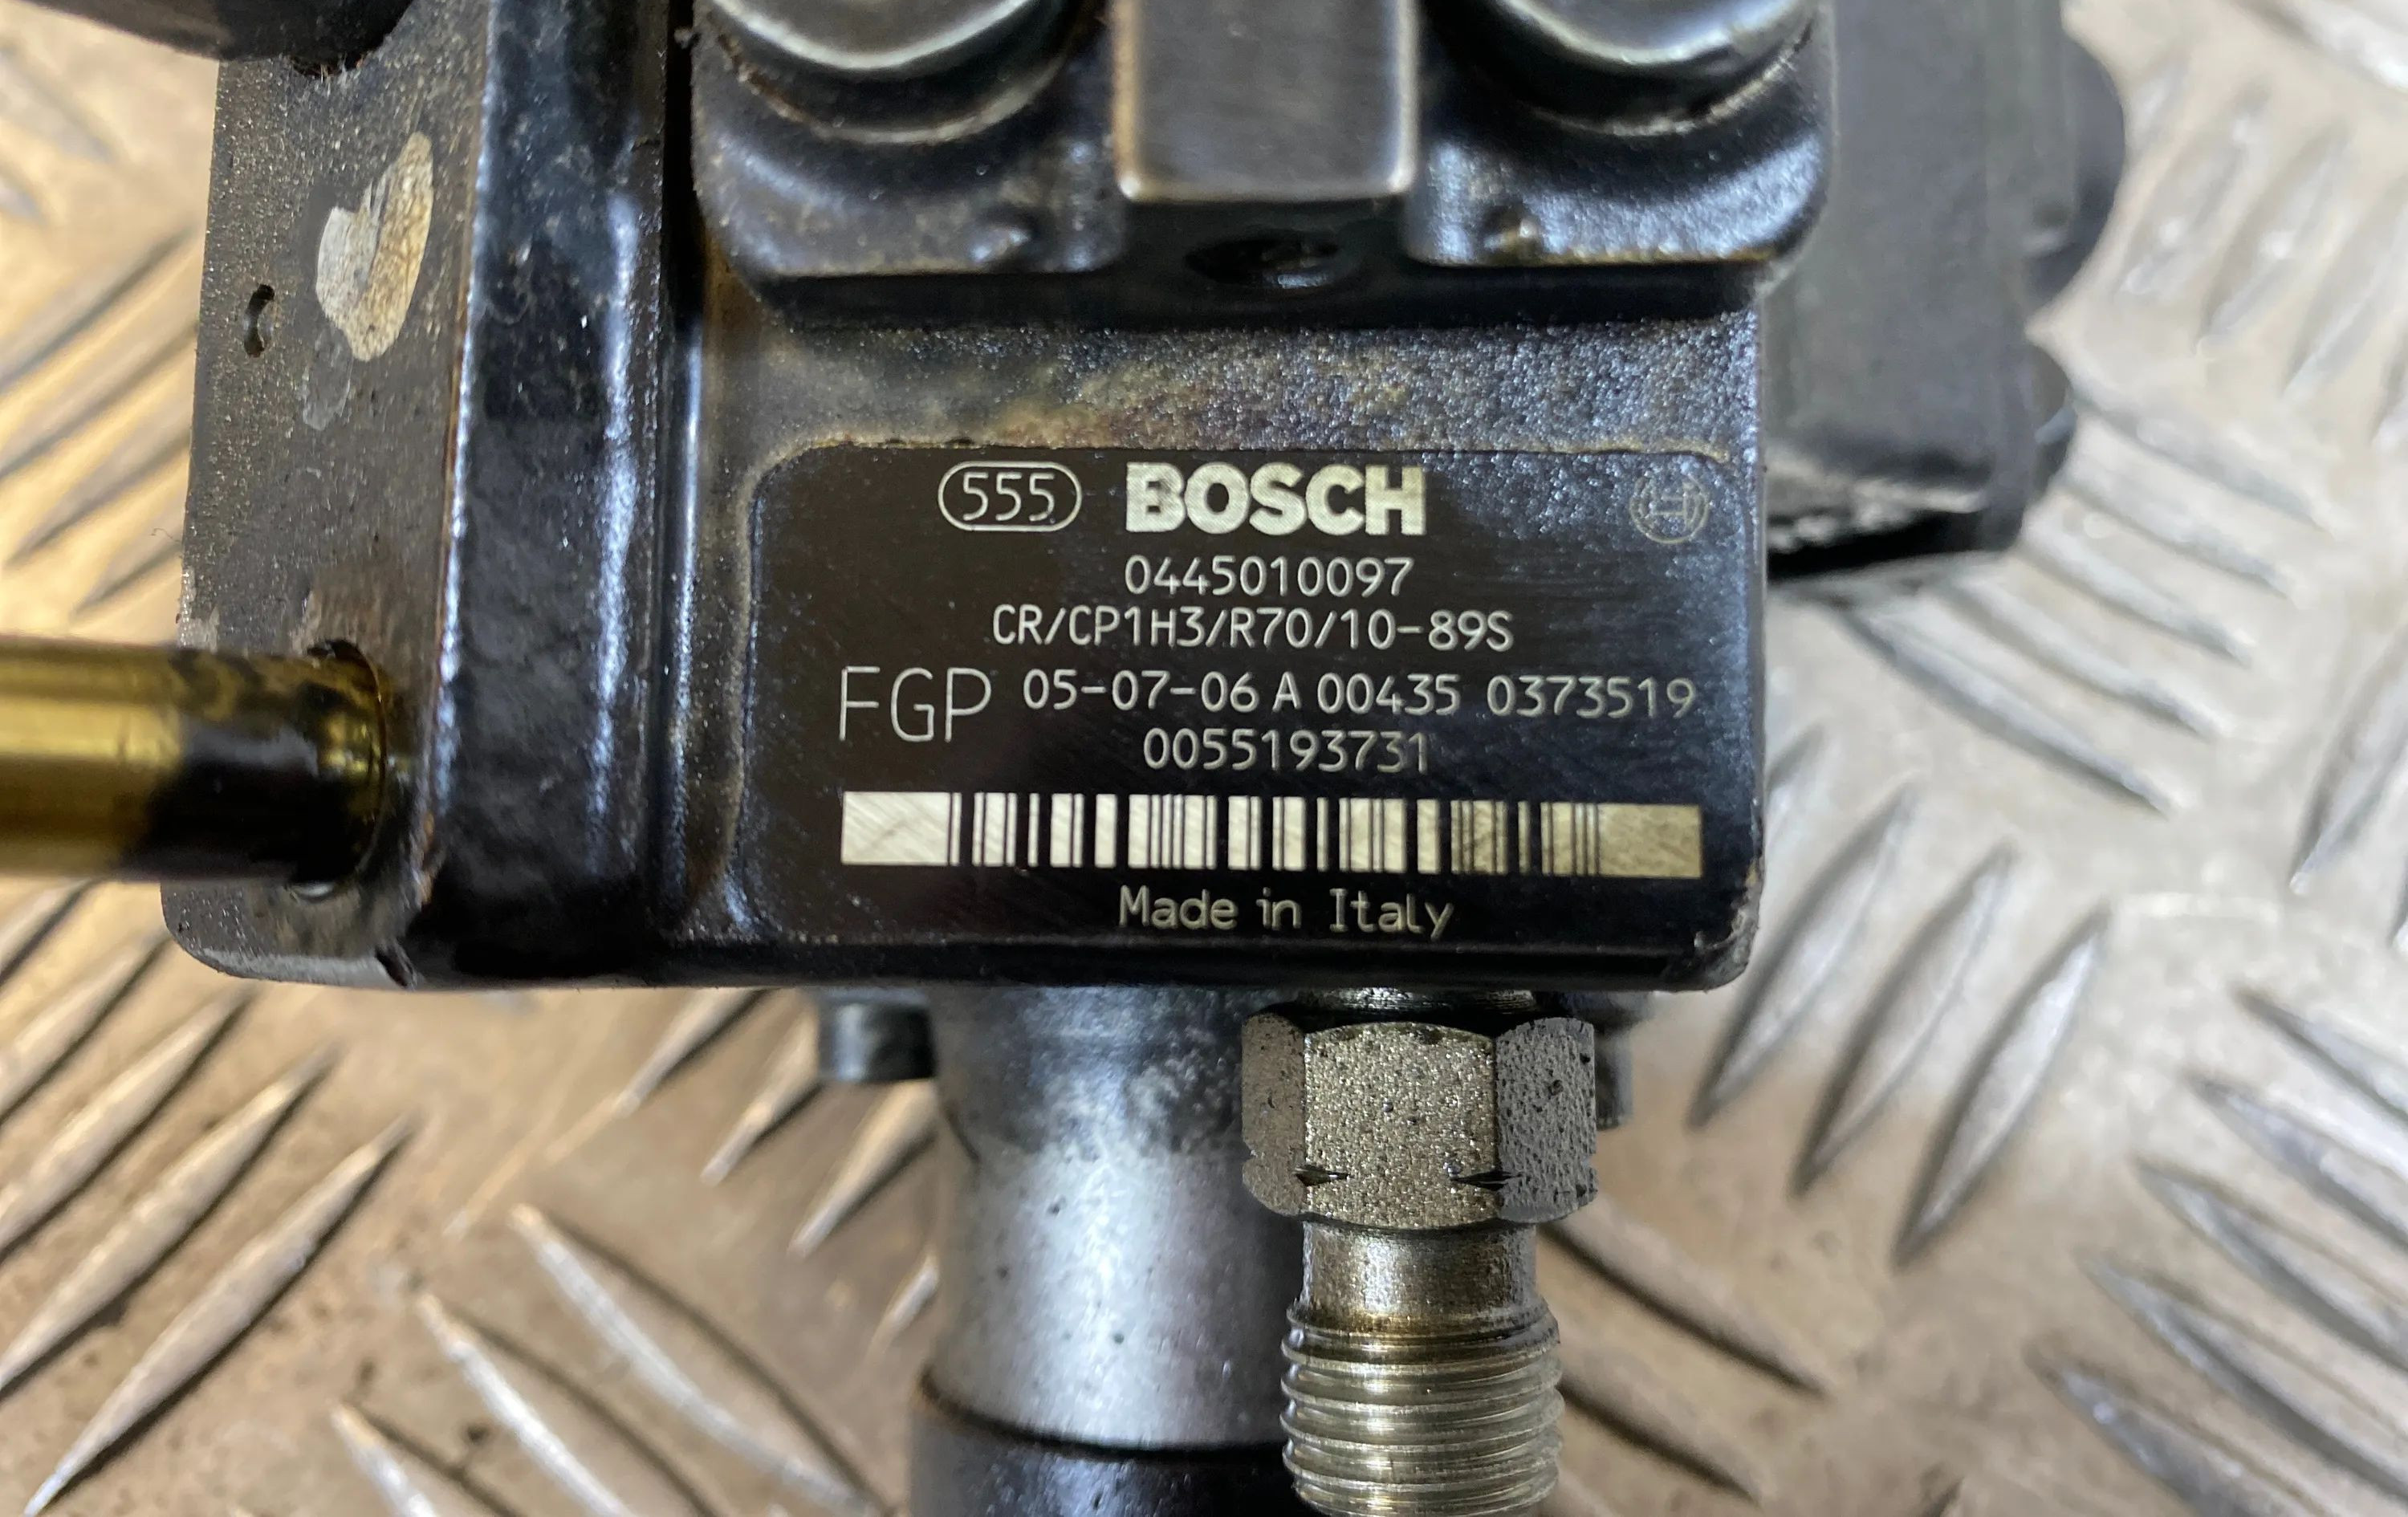 555 BOSCH
0445010097
CR/CP1H3/R70/10-89S
FGP 05-07-06 A 00435 0373519
0055193731
Made in Italy